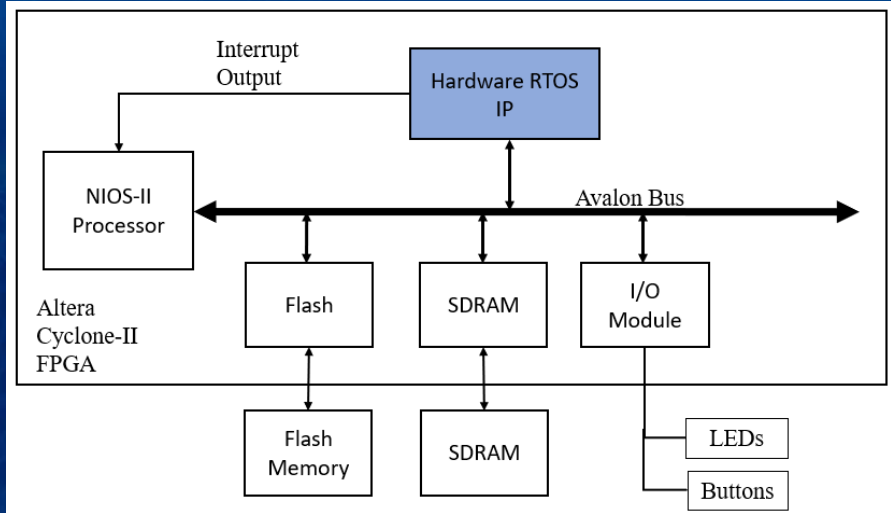 Interrupt
Output
Hardware RTOS
IP
NIOS-II
Processor
Avalon Bus
Flash
SDRAM
I/O
Module
Altera
Cyclone-II
FPGA
Flash
Memory
SDRAM
LEDs
Buttons